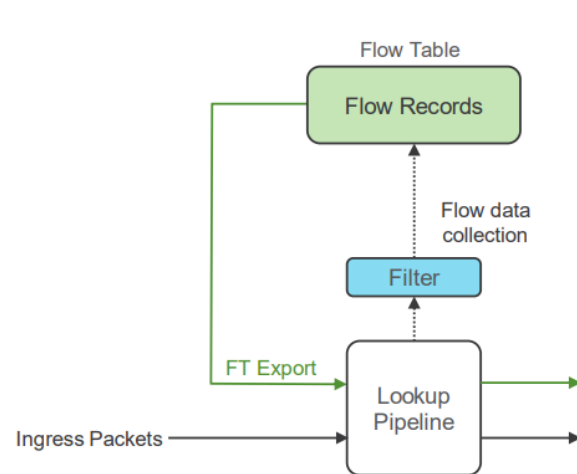 Flow Table
Flow Records
Flow data
collection
Filter
FT Export
Lookup
Pipeline
Ingress Packets